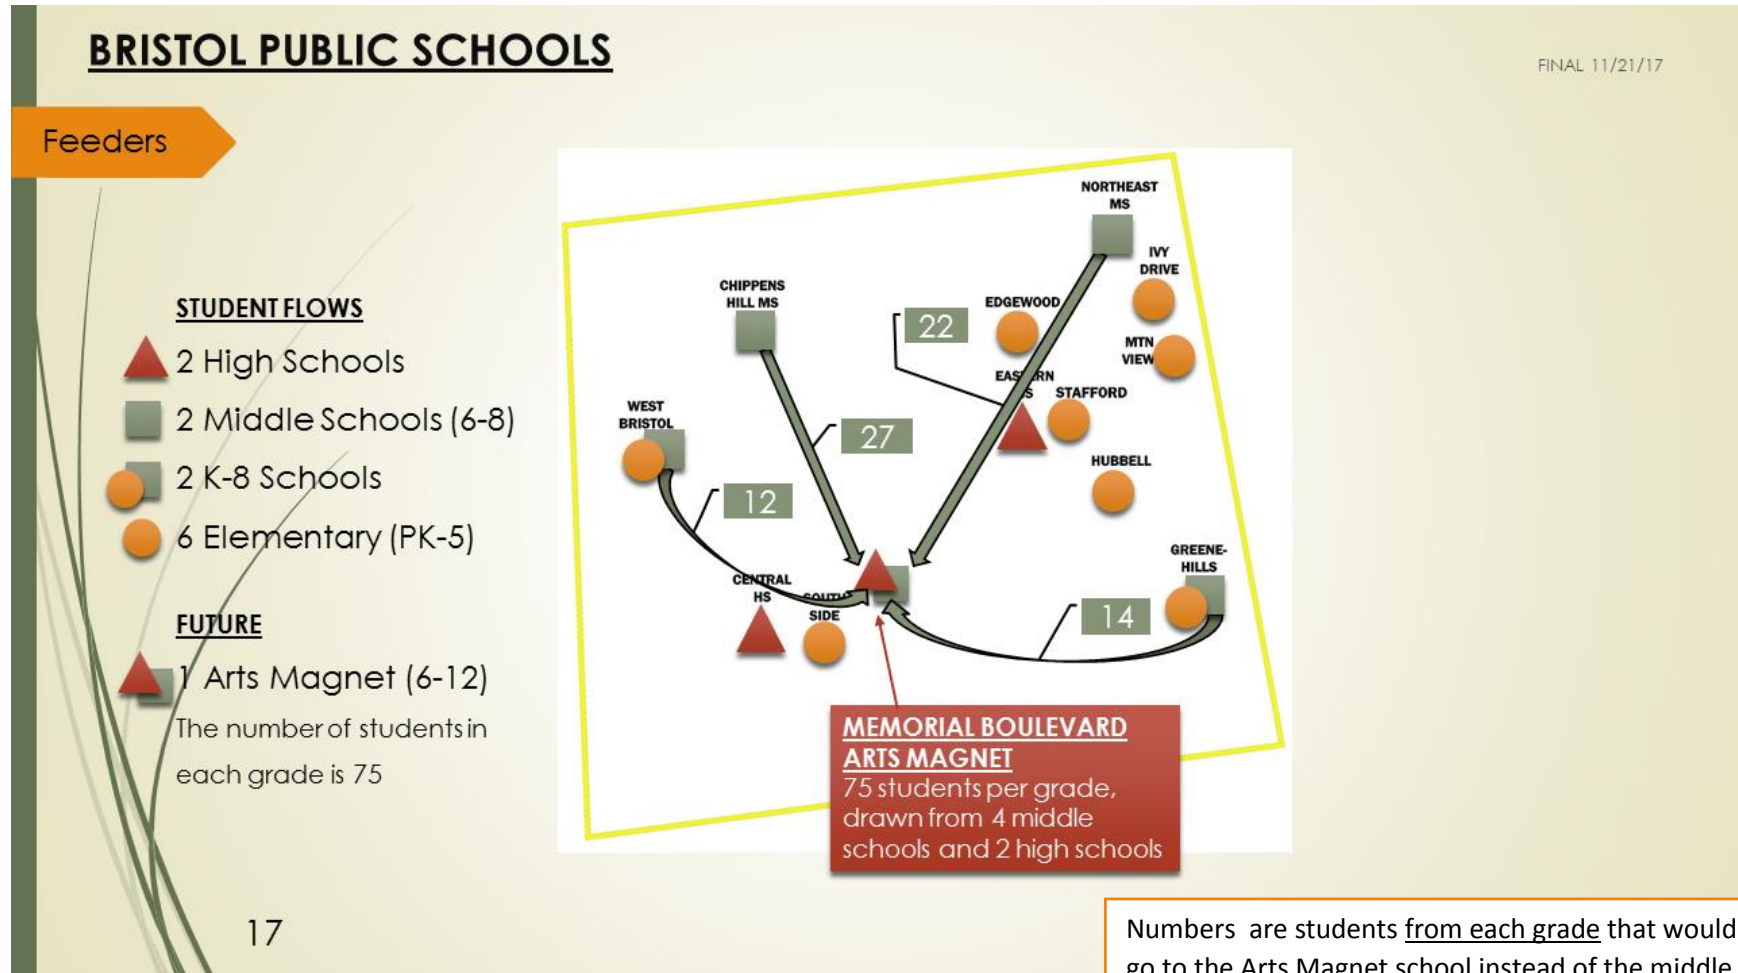 BRISTOL PUBLIC SCHOOLS
FINAL 11/21/17
Feeders
STUDENT FLOWS
2 High Schools
2 Middle Schools (6-8)
2 K-8 Schools
6 Elementary (PK-5)
FUTURE
1 Arts Magnet (6-12)
The number of students in
each grade is 75
NORTHEAST
MS
IVY
DRIVE
CHIPPENS
HILL MS
EDGEWOOD
22
MTN
VIEW
EASTERN
HS
STAFFORD
WEST
BRISTOL
27
HUBBELL
12
GREENE-
HILLS
CENTRAL
HS
SOUTH
SIDE
14
MEMORIAL BOULEVARD
ARTS MAGNET
75 students per grade,
drawn from 4 middle
schools and 2 high schools
17
Numbers are students from each grade that would
go to the Arts Magnet school instead of the middle